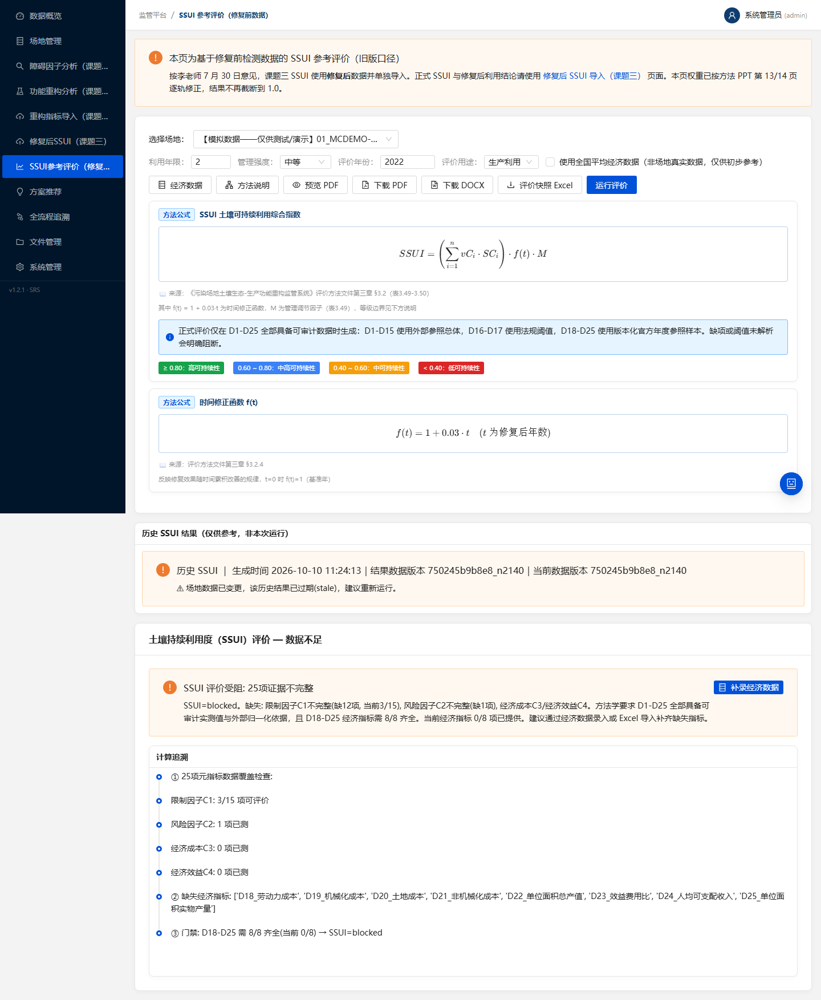 数据概览
场地管理
障碍因子分析（课题...
功能重构分析（课题...
重构指标导入（课题...
修复后SSUI（课题三）
SSUI参考评价（修复...
方案推荐
全流程追溯
文件管理
系统管理
v1.2.1 · SRS
监管平台 / SSUI 参考评价（修复前数据）
系统管理员 (admin)
本页为基于修复前检测数据的 SSUI 参考评价（旧版口径）
按李老师 7 月 30 日意见，课题三 SSUI 使用修复后数据并单独导入。正式 SSUI 与修复后利用结论请使用 修复后 SSUI 导入（课题三） 页面。本页权重已按方法 PPT 第 13/14 页
逐轨修正，结果不再截断到 1.0。
选择场地： 【模拟数据——仅供测试/演示】01_MCDEMO-...
利用年限： 2 管理强度： 中等 评价年份： 2022 评价用途： 生产利用 使用全国平均经济数据（非场地真实数据，仅供初步参考）
经济数据 方法说明 预览 PDF 下载 PDF 下载 DOCX 评价快照 Excel 运行评价
方法公式 SSUI 土壤可持续利用综合指数
SSUI = (∑_{i=1}^{n} vC_i · SC_i) · f(t) · M
📖 来源：《污染场地土壤生态-生产功能重构监管系统》评价方法文件第三章 §3.2（表3.49-3.50）
其中 f(t) = 1 + 0.03·t 为时间修正函数，M 为管理调节因子（表3.49），等级边界见下方说明
正式评价仅在 D1-D25 全部具备可审计数据时生成：D1-D15 使用外部参照总体，D16-D17 使用法规阈值，D18-D25 使用版本化官方年度参照样本。缺项或阈值未解析
会明确阻断。
≥ 0.80：高可持续性 0.60 ~ 0.80：中高可持续性 0.40 ~ 0.60：中可持续性 < 0.40：低可持续性
方法公式 时间修正函数 f(t)
f(t) = 1 + 0.03 · t (t 为修复后年数)
📖 来源：评价方法文件第三章 §3.2.4
反映修复效果随时间累积改善的规律，t=0 时 f(t)=1（基准年）
历史 SSUI 结果（仅供参考，非本次运行）
历史 SSUI ｜ 生成时间 2026-10-10 11:24:13 | 结果数据版本 750245b9b8e8_n2140 | 当前数据版本 750245b9b8e8_n2140
⚠ 场地数据已变更，该历史结果已过期(stale)，建议重新运行。
土壤持续利用度（SSUI）评价 — 数据不足
SSUI 评价受阻: 25项证据不完整
补录经济数据
SSUI=blocked。缺失: 限制因子C1不完整(缺12项, 当前3/15), 风险因子C2不完整(缺1项), 经济成本C3/经济效益C4。方法学要求 D1-D25 全部具备可
审计实测值与外部归一化依据，且 D18-D25 经济指标需 8/8 齐全。当前经济指标 0/8 项已提供。建议通过经济数据录入或 Excel 导入补齐缺失指标。
计算追溯
① 25项元指标数据覆盖检查:
限制因子C1: 3/15 项可评价
风险因子C2: 1 项已测
经济成本C3: 0 项已测
经济效益C4: 0 项已测
② 缺失经济指标: ['D18_劳动力成本', 'D19_机械化成本', 'D20_土地成本', 'D21_非机械化成本', 'D22_单位面积总产值', 'D23_效益费用比', 'D24_人均可支配收入', 'D25_单位面
积实物产量']
③ 门禁: D18-D25 需 8/8 齐全(当前 0/8) → SSUI=blocked